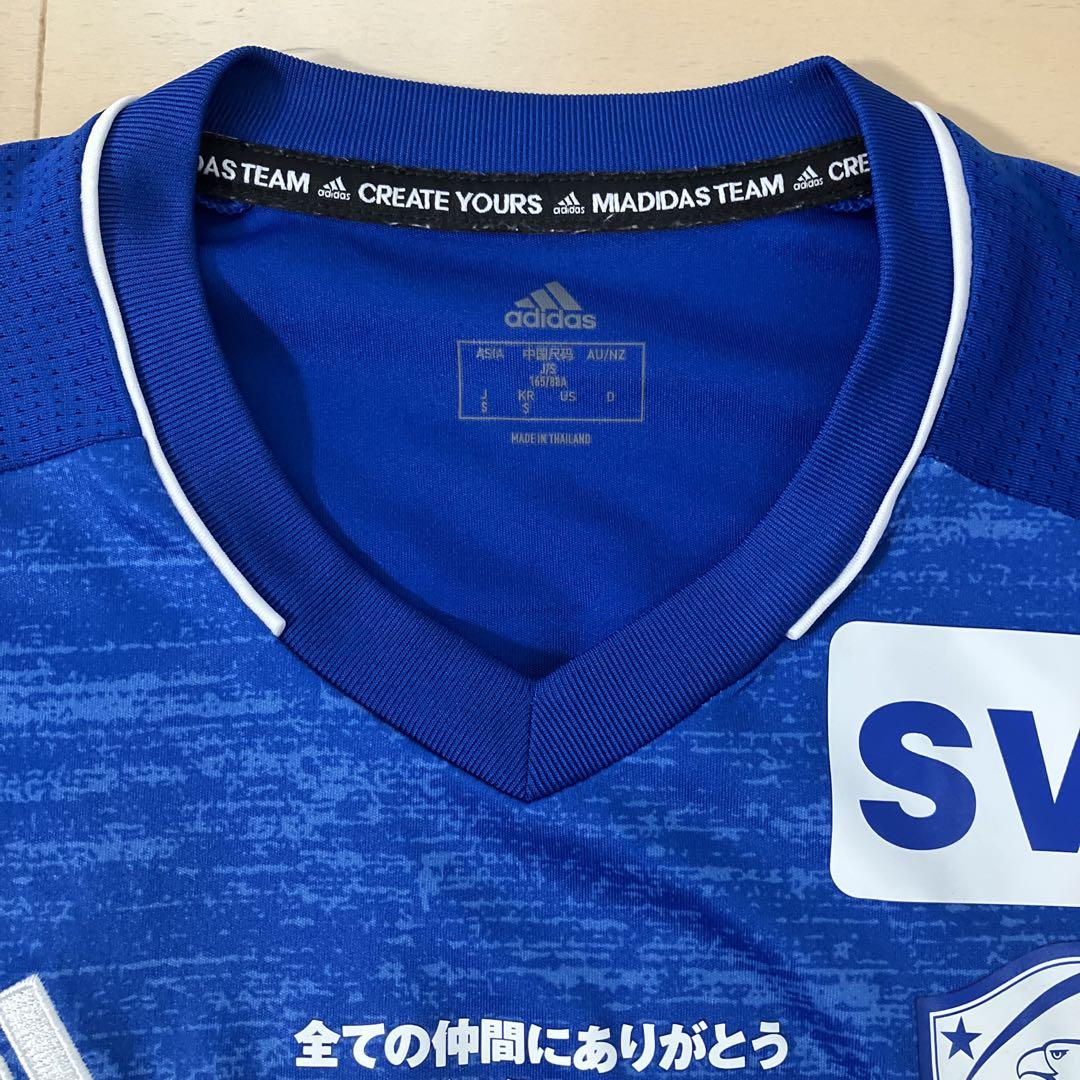 DAS TEAM adidas CREATE YOURS adidas MIADIDAS TEAM adidas CRE
adidas
ASIA 中国尺码 AU/NZ
J/S
165/88A
J KR US D
S S
MADE IN THAILAND
SV
全ての仲間にありがとう